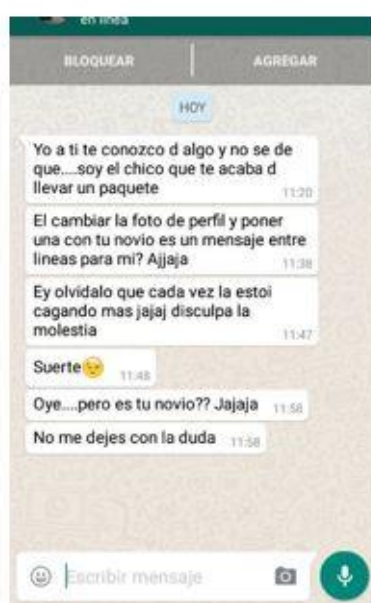 en línea
BLOQUEAR
AGREGAR
HOY
Yo a ti te conozco d algo y no se de
que....soy el chico que te acaba d
llevar un paquete 11:20
El cambiar la foto de perfil y poner
una con tu novio es un mensaje entre
lineas para mi? Ajjaja 11:38
Ey olvidalo que cada vez la estoi
cagando mas jajaj disculpa la
molestia 11:47
Suerte😉 11:48
Oye....pero es tu novio?? Jajaja 11:58
No me dejes con la duda 11:58
Escribir mensaje